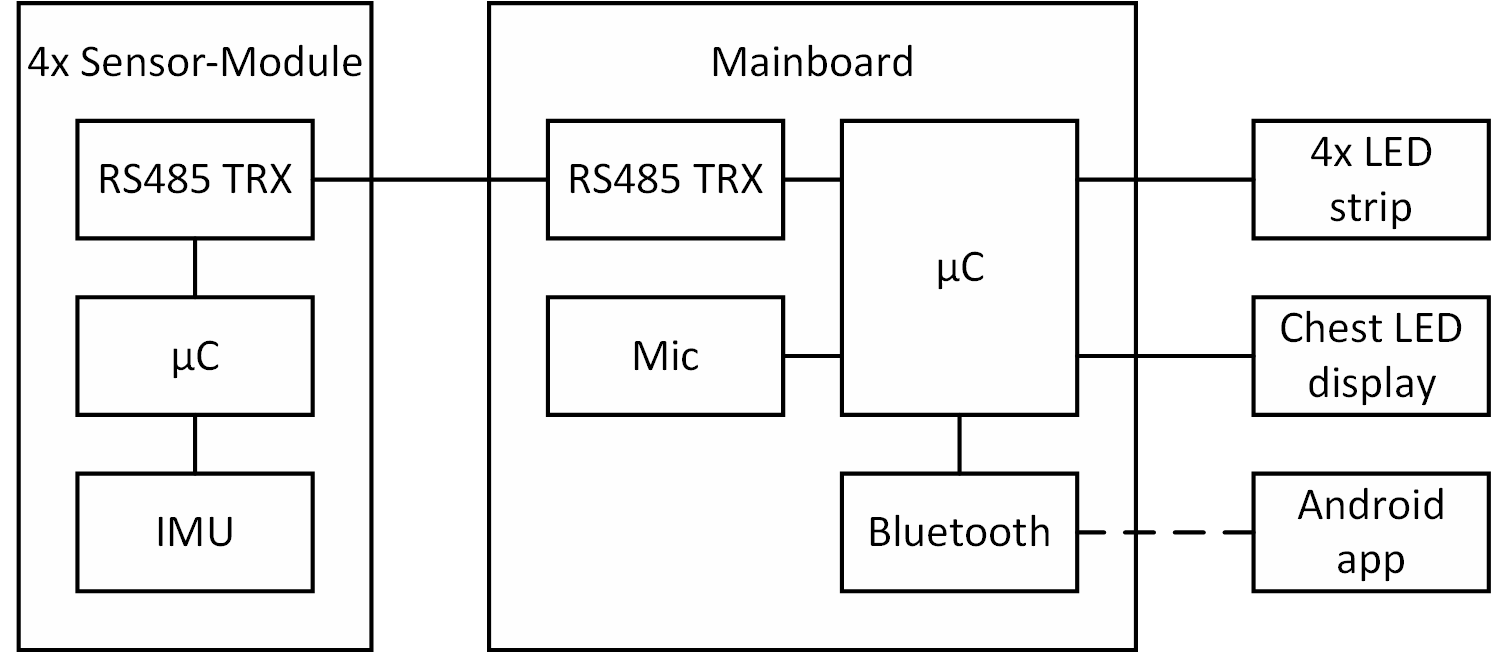 4x Sensor-Module
RS485 TRX
µC
IMU
Mainboard
RS485 TRX
Mic
µC
Bluetooth
4x LED
strip
Chest LED
display
Android
app